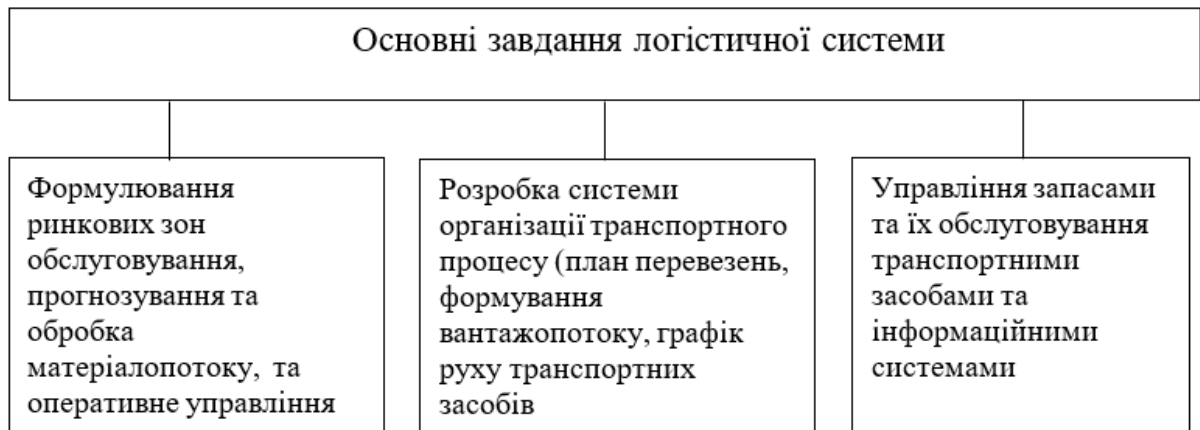 Основні завдання логістичної системи
Формулювання
ринкових зон
обслуговування,
прогнозування та
обробка
матеріалопотоку, та
оперативне управління
Розробка системи
організації транспортного
процесу (план перевезень,
формування
вантажопотоку, графік
руху транспортних
засобів
Управління запасами
та їх обслуговування
транспортними
засобами та
інформаційними
системами